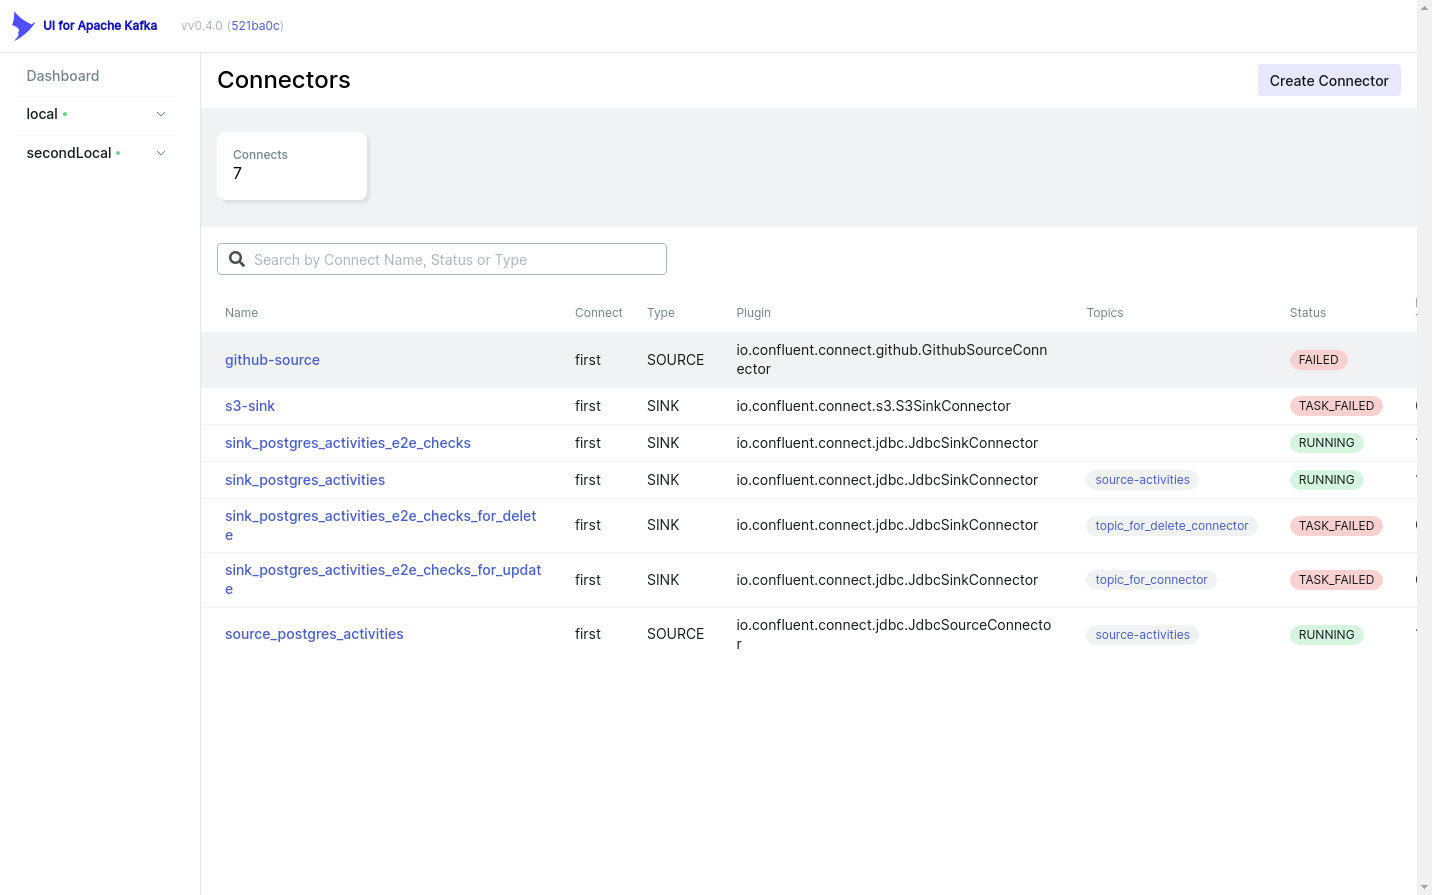 UI for Apache Kafka vv0.4.0 (521ba0c)
Dashboard
local
secondLocal
Connectors
Create Connector
Connects
7
Search by Connect Name, Status or Type
Name Connect Type Plugin Topics Status
github-source first SOURCE io.confluent.connect.github.GithubSourceConn
ector FAILED
s3-sink first SINK io.confluent.connect.s3.S3SinkConnector TASK_FAILED
sink_postgres_activities_e2e_checks first SINK io.confluent.connect.jdbc.JdbcSinkConnector RUNNING
sink_postgres_activities first SINK io.confluent.connect.jdbc.JdbcSinkConnector source-activities RUNNING
sink_postgres_activities_e2e_checks_for_delet
e first SINK io.confluent.connect.jdbc.JdbcSinkConnector topic_for_delete_connector TASK_FAILED
sink_postgres_activities_e2e_checks_for_updat
e first SINK io.confluent.connect.jdbc.JdbcSinkConnector topic_for_connector TASK_FAILED
source_postgres_activities first SOURCE io.confluent.connect.jdbc.JdbcSourceConnecto
r source-activities RUNNING